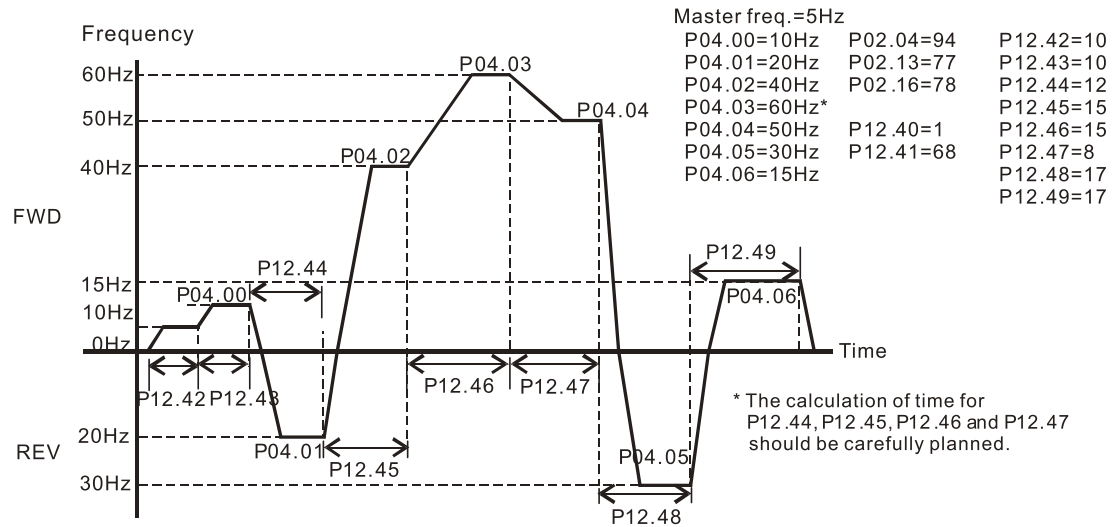 Frequency
Master freq.=5Hz
P04.00=10Hz P02.04=94 P12.42=10
P04.01=20Hz P02.13=77 P12.43=10
P04.02=40Hz P02.16=78 P12.44=12
P04.03=60Hz* P12.45=15
P04.04=50Hz P12.40=1 P12.46=15
P04.05=30Hz P12.41=68 P12.47=8
P04.06=15Hz P12.48=17
P12.49=17
60Hz
P04.03
50Hz
P04.04
40Hz
P04.02
FWD
P12.49
P12.44
15Hz
P04.00
P04.06
10Hz
0Hz
Time
P12.42
P12.43
P12.46
P12.47
* The calculation of time for
P12.44, P12.45, P12.46 and P12.47
should be carefully planned.
20Hz
P04.01
REV
P12.45
P04.05
30Hz
P12.48